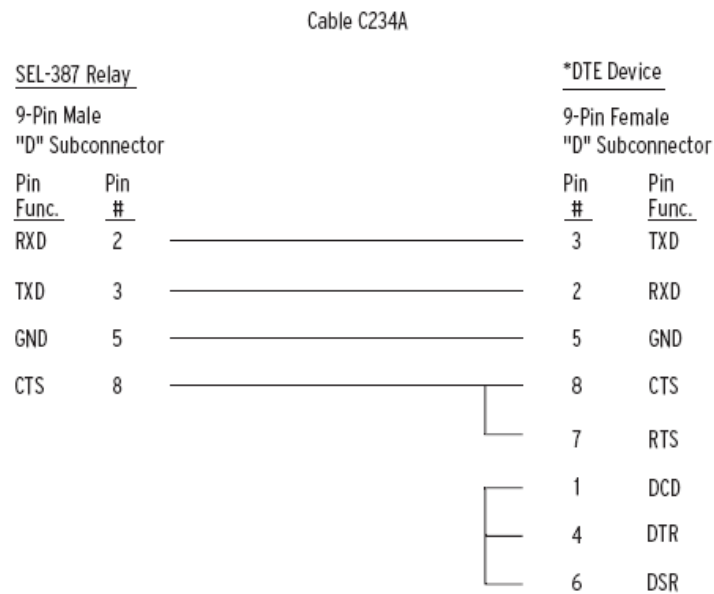 Cable C234A
SEL-387 Relay *DTE Device
9-Pin Male 9-Pin Female
"D" Subconnector "D" Subconnector
Pin Pin Pin Pin
Func. # # Func.
RXD 2 3 TXD
TXD 3 2 RXD
GND 5 5 GND
CTS 8 8 CTS
7 RTS
1 DCD
4 DTR
6 DSR